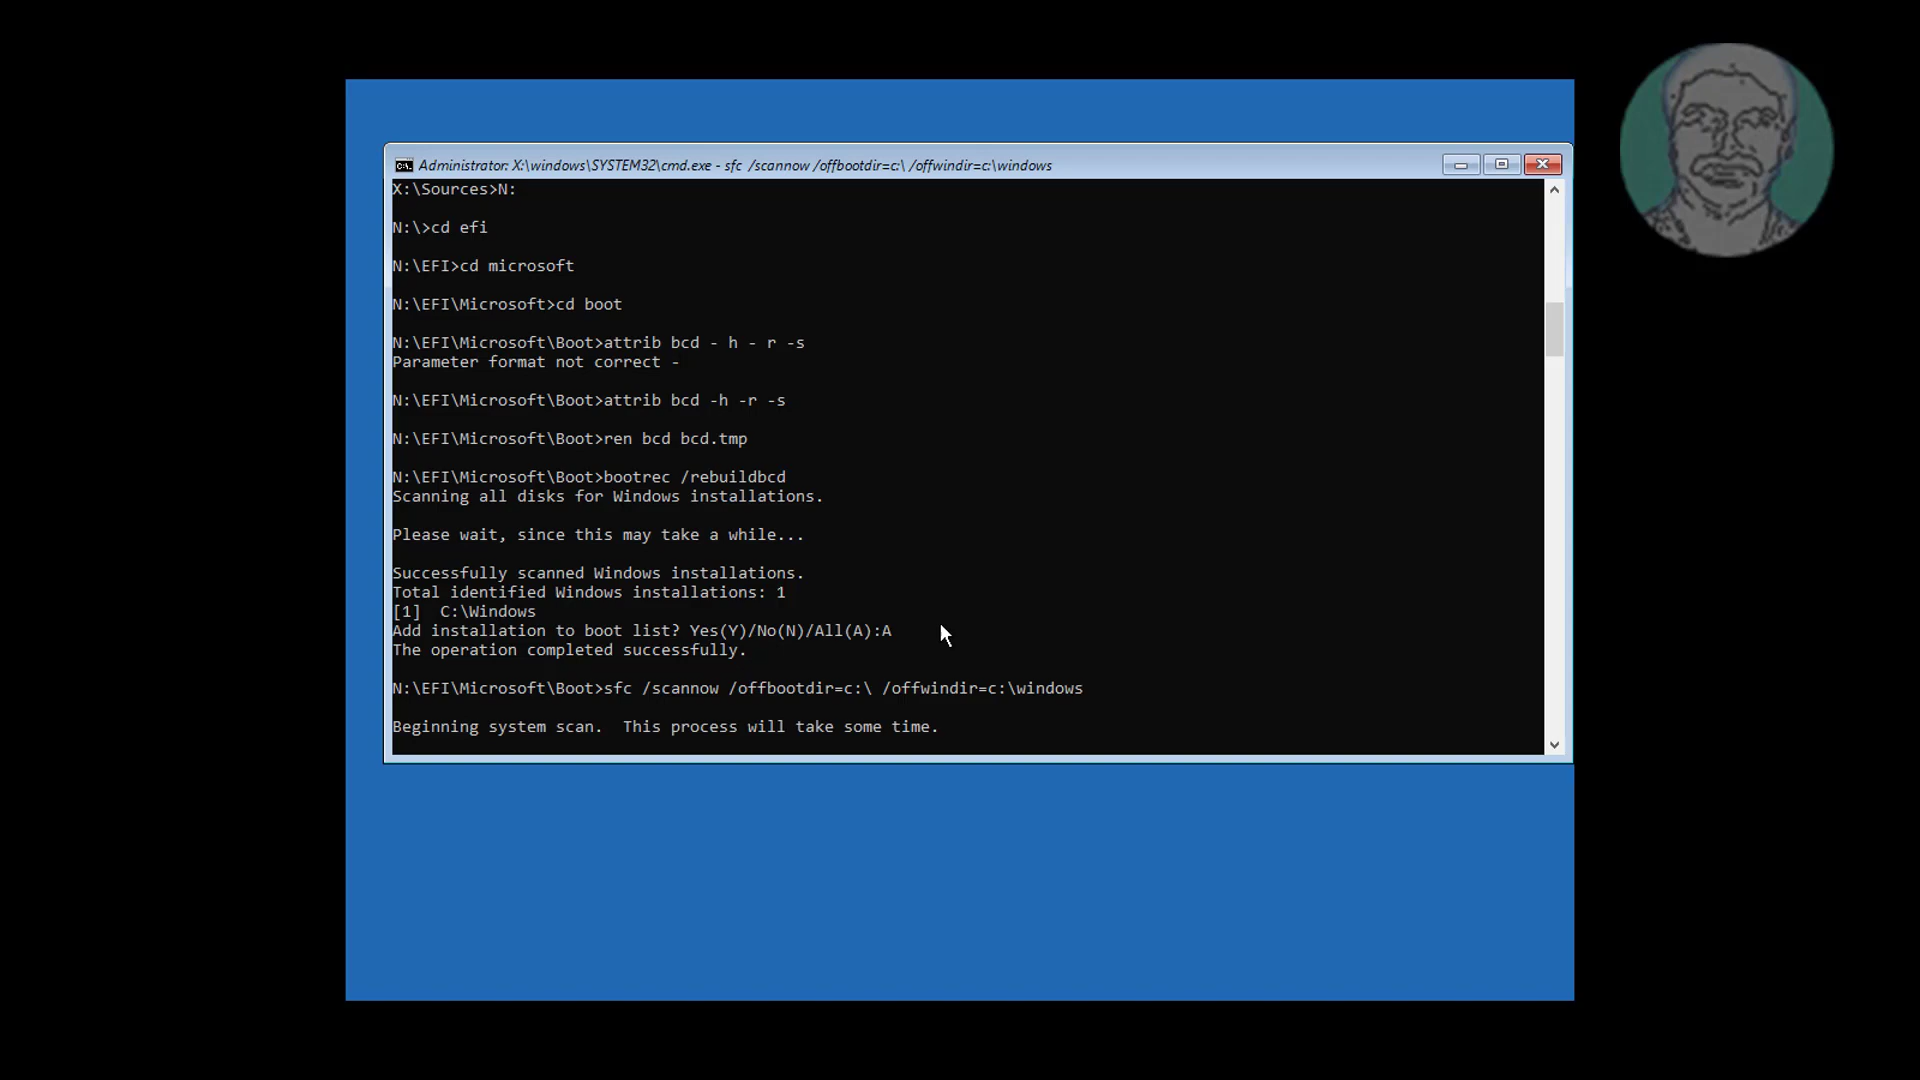 Administrator: X:\windows\SYSTEM32\cmd.exe - sfc /scannow /offbootdir=c:\ /offwindir=c:\windows
X:\Sources>N:
N:\>cd efi
N:\EFI>cd microsoft
N:\EFI\Microsoft>cd boot
N:\EFI\Microsoft\Boot>attrib bcd - h - r -s
Parameter format not correct -
N:\EFI\Microsoft\Boot>attrib bcd -h -r -s
N:\EFI\Microsoft\Boot>ren bcd bcd.tmp
N:\EFI\Microsoft\Boot>bootrec /rebuildbcd
Scanning all disks for Windows installations.
Please wait, since this may take a while...
Successfully scanned Windows installations.
Total identified Windows installations: 1
[1]  C:\Windows
Add installation to boot list? Yes(Y)/No(N)/All(A):A
The operation completed successfully.
N:\EFI\Microsoft\Boot>sfc /scannow /offbootdir=c:\ /offwindir=c:\windows
Beginning system scan.  This process will take some time.